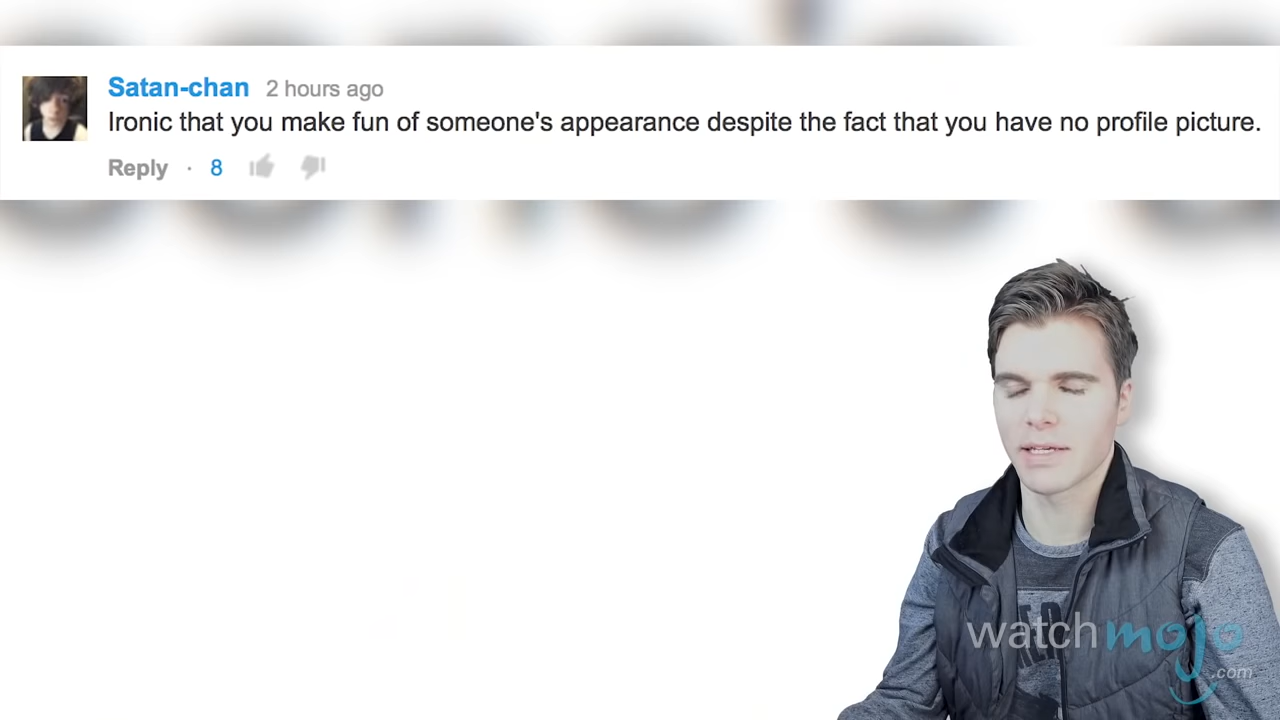 Satan-chan 2 hours ago
Ironic that you make fun of someone's appearance despite the fact that you have no profile picture.
Reply · 8
watchmojo
.com